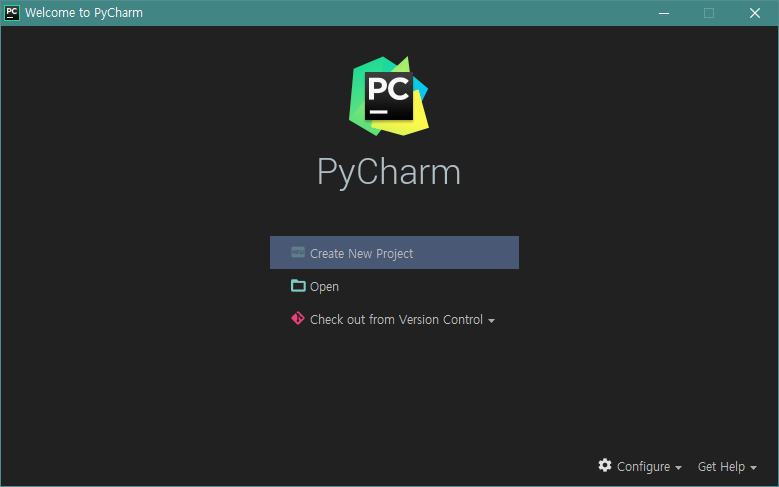 Welcome to PyCharm
PC
PyCharm
Create New Project
Open
Check out from Version Control
Configure
Get Help